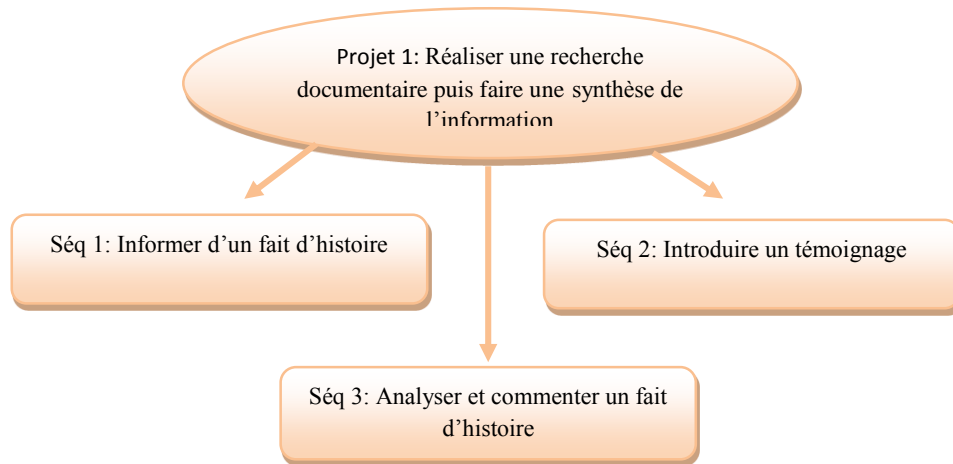 Projet 1: Réaliser une recherche
documentaire puis faire une synthèse de
l’information
Séq 1: Informer d’un fait d’histoire
Séq 2: Introduire un témoignage
Séq 3: Analyser et commenter un fait
d’histoire